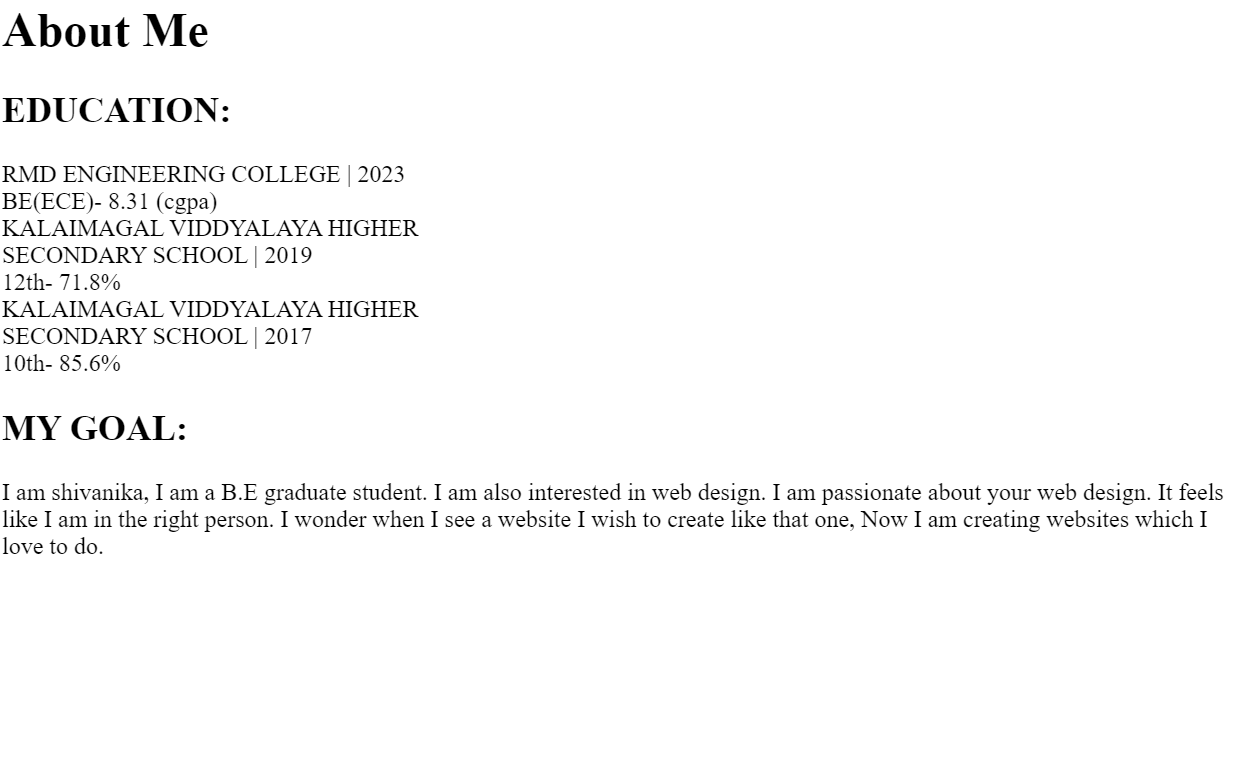 About Me
EDUCATION:
RMD ENGINEERING COLLEGE | 2023
BE(ECE)- 8.31 (cgpa)
KALAIMAGAL VIDDYALAYA HIGHER
SECONDARY SCHOOL | 2019
12th- 71.8%
KALAIMAGAL VIDDYALAYA HIGHER
SECONDARY SCHOOL | 2017
10th- 85.6%
MY GOAL:
I am shivanika, I am a B.E graduate student. I am also interested in web design. I am passionate about your web design. It feels
like I am in the right person. I wonder when I see a website I wish to create like that one, Now I am creating websites which I
love to do.